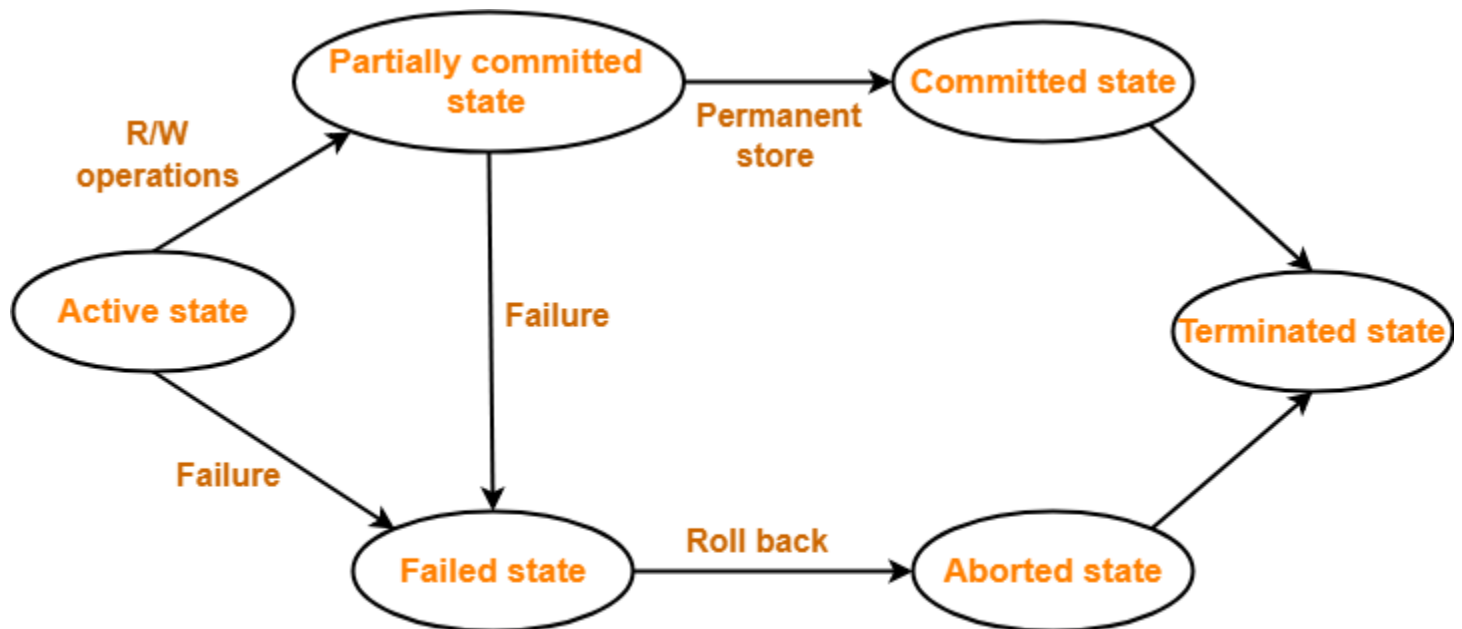 Partially committed
state
Committed state
Permanent
store
R/W
operations
Active state
Failure
Terminated state
Failure
Failed state
Roll back
Aborted state